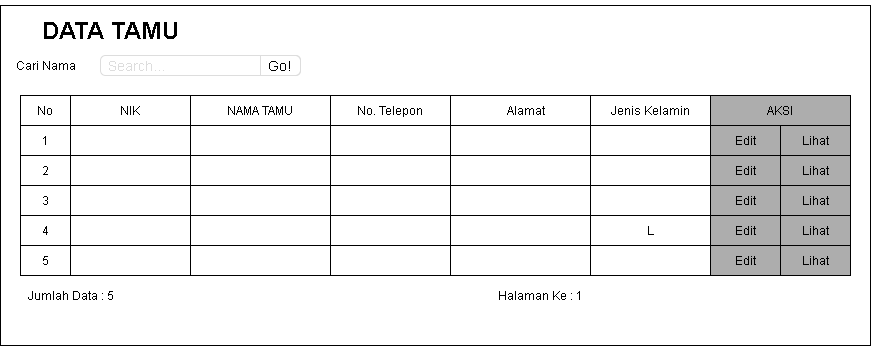 DATA TAMU
Cari Nama Search... Go!
No NIK NAMA TAMU No. Telepon Alamat Jenis Kelamin AKSI
1 Edit Lihat
2 Edit Lihat
3 Edit Lihat
4 L Edit Lihat
5 Edit Lihat
Jumlah Data : 5 Halaman Ke : 1